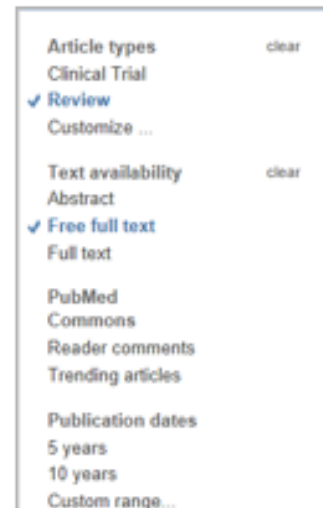 Article types clear
Clinical Trial
Review
Customize ...
Text availability clear
Abstract
Free full text
Full text
PubMed
Commons
Reader comments
Trending articles
Publication dates
5 years
10 years
Custom range...